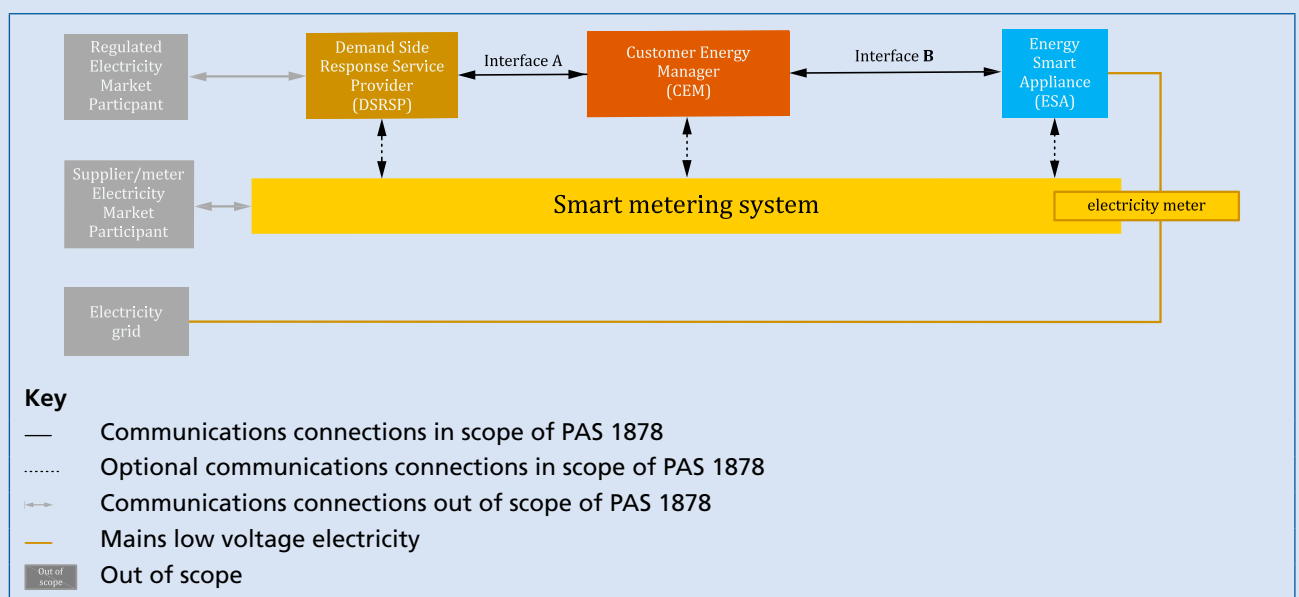 Regulated
Electricity
Market
Particpant
Demand Side
Response Service
Provider
(DSRSP)
Interface A
Customer Energy
Manager
(CEM)
Interface B
Energy
Smart
Appliance
(ESA)
Supplier/meter
Electricity
Market
Participant
Smart metering system
electricity meter
Electricity
grid
Key
Communications connections in scope of PAS 1878
Optional communications connections in scope of PAS 1878
Communications connections out of scope of PAS 1878
Mains low voltage electricity
Out of
scope
Out of scope